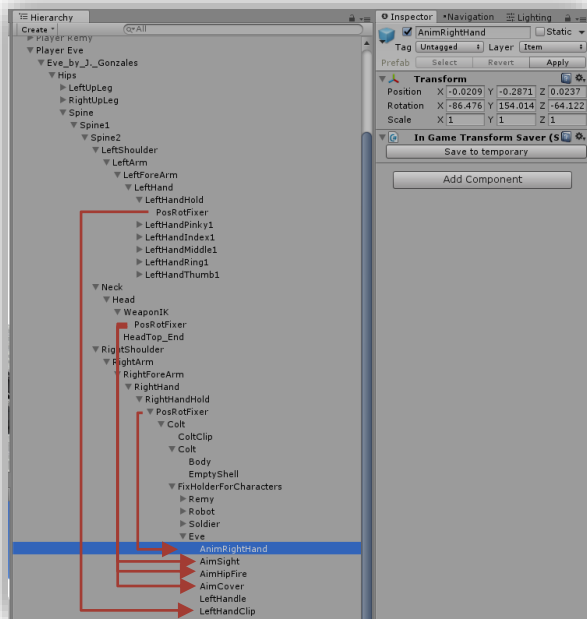 Hierarchy
Create
All
Player Remy
Player Eve
Eve_by_J._Gonzales
Hips
LeftUpLeg
RightUpLeg
Spine
Spine1
Spine2
LeftShoulder
LeftArm
LeftForeArm
LeftHand
LeftHandHold
PosRotFixer
LeftHandPinky1
LeftHandIndex1
LeftHandMiddle1
LeftHandRing1
LeftHandThumb1
Neck
Head
WeaponIK
PosRotFixer
HeadTop_End
RightShoulder
RightArm
RightForeArm
RightHand
RightHandHold
PosRotFixer
Colt
ColtClip
Colt
Body
EmptyShell
FixHolderForCharacters
Remy
Robot
Soldier
Eve
AnimRightHand
AimSight
AimHipFire
AimCover
LeftHandle
LeftHandClip
Inspector Navigation Lighting
AnimRightHand Static
Tag Untagged Layer Item
Prefab Select Revert Apply
Transform
Position X -0.0209 Y -0.2871 Z 0.0237
Rotation X -86.476 Y 154.014 Z -64.122
Scale X 1 Y 1 Z 1
In Game Transform Saver (S
Save to temporary
Add Component